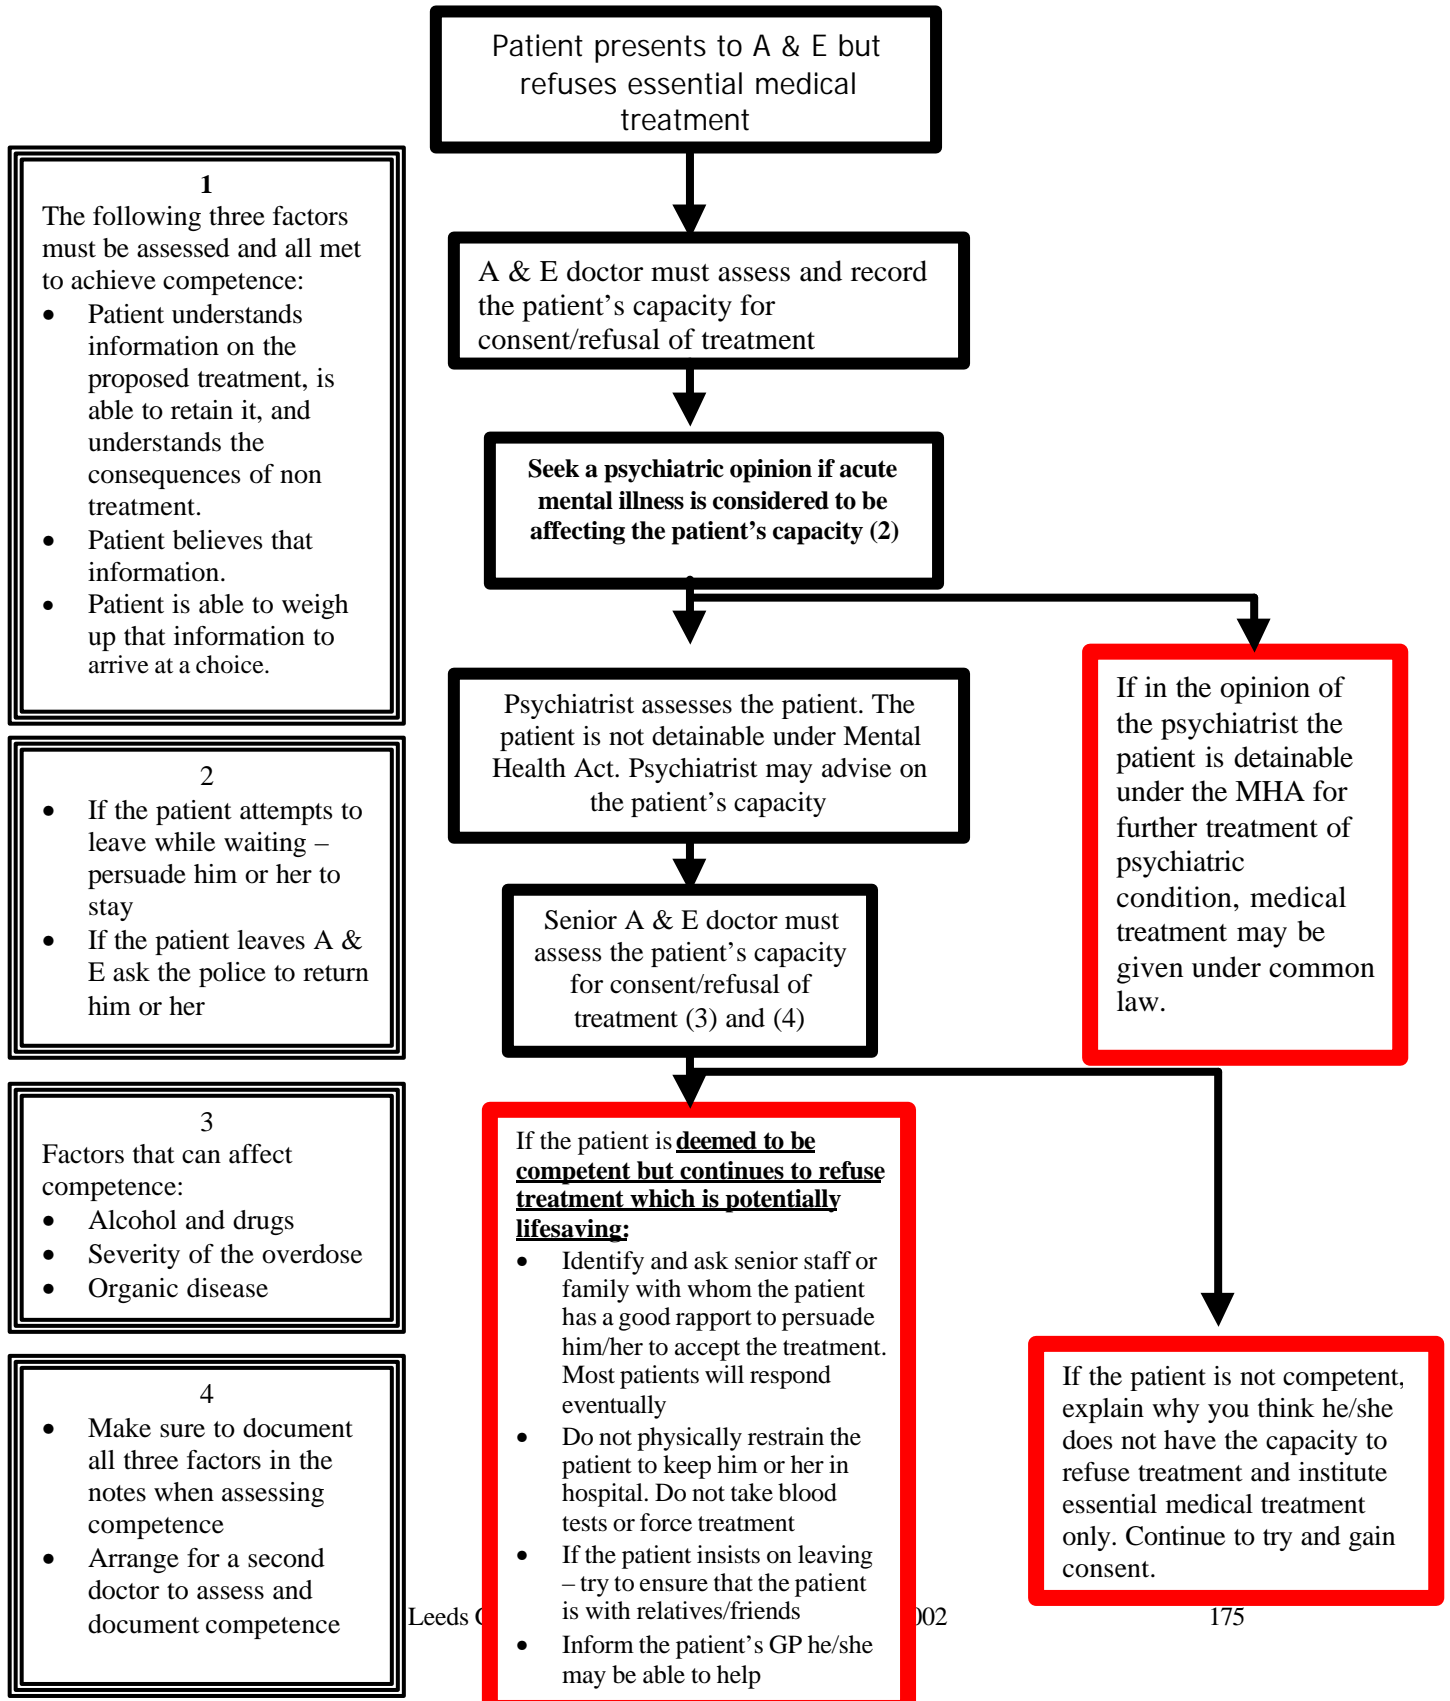 Patient presents to A & E but
refuses essential medical
treatment
1
The following three factors
must be assessed and all met
to achieve competence:
• Patient understands
information on the
proposed treatment, is
able to retain it, and
understands the
consequences of non
treatment.
• Patient believes that
information.
• Patient is able to weigh
up that information to
arrive at a choice.
A & E doctor must assess and record
the patient’s capacity for
consent/refusal of treatment
Seek a psychiatric opinion if acute
mental illness is considered to be
affecting the patient’s capacity (2)
Psychiatrist assesses the patient. The
patient is not detainable under Mental
Health Act. Psychiatrist may advise on
the patient’s capacity
If in the opinion of
the psychiatrist the
patient is detainable
under the MHA for
further treatment of
psychiatric
condition, medical
treatment may be
given under common
law.
2
• If the patient attempts to
leave while waiting –
persuade him or her to
stay
• If the patient leaves A &
E ask the police to return
him or her
Senior A & E doctor must
assess the patient’s capacity
for consent/refusal of
treatment (3) and (4)
3
Factors that can affect
competence:
• Alcohol and drugs
• Severity of the overdose
• Organic disease
If the patient is deemed to be
competent but continues to refuse
treatment which is potentially
lifesaving:
• Identify and ask senior staff or
family with whom the patient
has a good rapport to persuade
him/her to accept the treatment.
Most patients will respond
eventually
• Do not physically restrain the
patient to keep him or her in
hospital. Do not take blood
tests or force treatment
• If the patient insists on leaving
– try to ensure that the patient
is with relatives/friends
• Inform the patient’s GP he/she
may be able to help
If the patient is not competent,
explain why you think he/she
does not have the capacity to
refuse treatment and institute
essential medical treatment
only. Continue to try and gain
consent.
4
• Make sure to document
all three factors in the
notes when assessing
competence
• Arrange for a second
doctor to assess and
document competence
Leeds
002
175